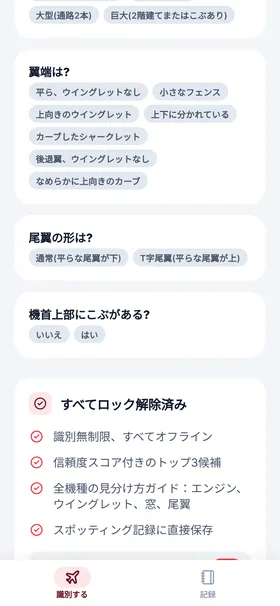 大型(通路2本)　巨大(2階建てまたはこぶあり)
翼端は?
平ら、ウイングレットなし　小さなフェンス
上向きのウイングレット　上下に分かれている
カーブしたシャークレット
後退翼、ウイングレットなし
なめらかに上向きのカーブ
尾翼の形は?
通常(平らな尾翼が下)　T字尾翼(平らな尾翼が上)
機首上部にこぶがある?
いいえ　はい
すべてロック解除済み
識別無制限、すべてオフライン
信頼度スコア付きのトップ3候補
全機種の見分け方ガイド：エンジン、
ウイングレット、窓、尾翼
スポッティング記録に直接保存
識別する　記録